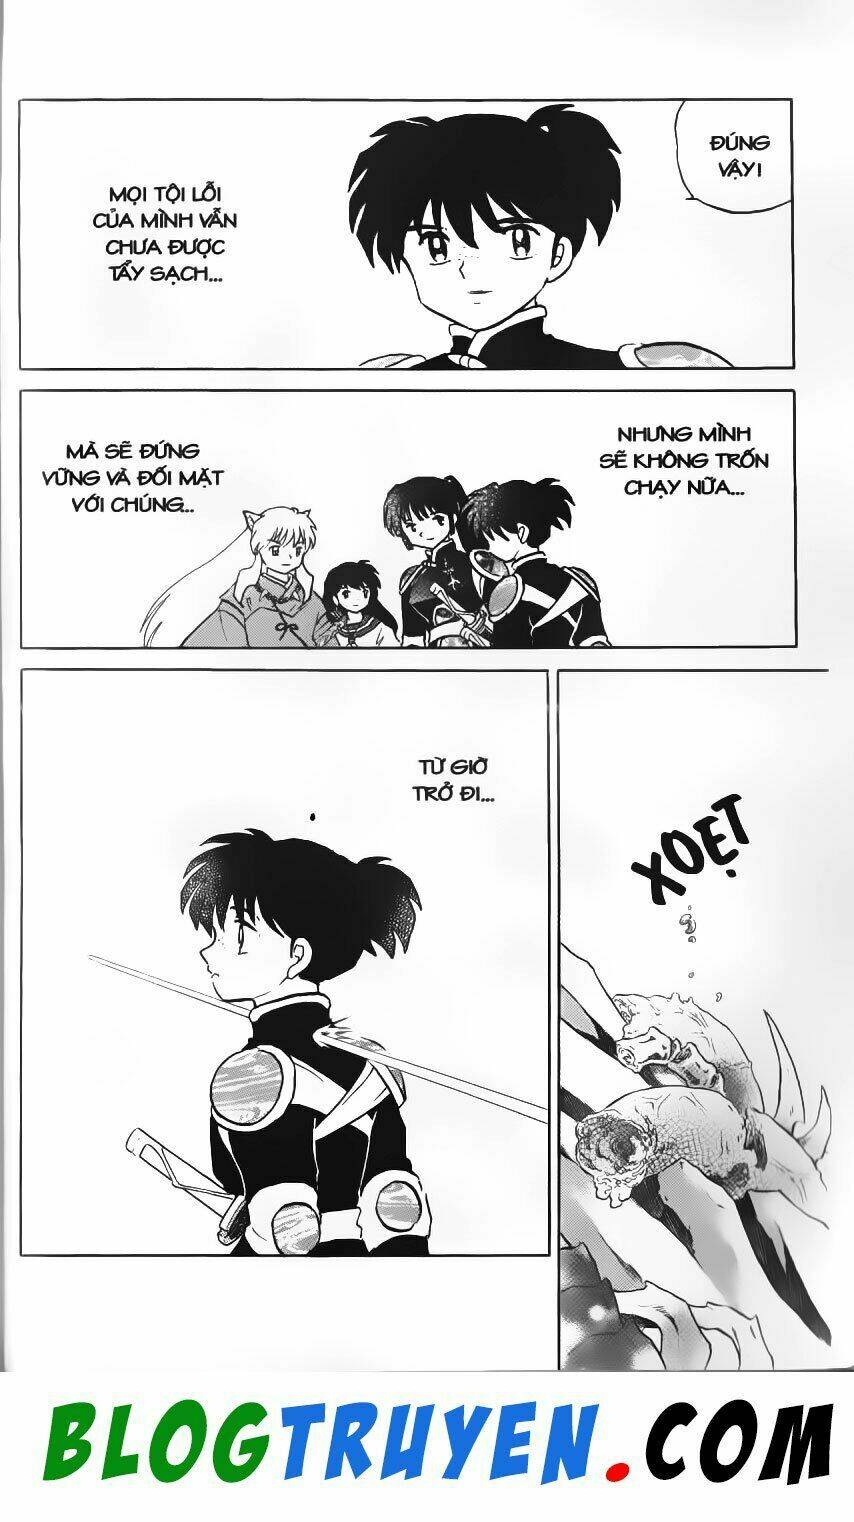 ĐÚNG
VẬY!
MỌI TỘI LỖI
CỦA MÌNH VẪN
CHƯA ĐƯỢC
TẨY SẠCH...
NHƯNG MÌNH
SẼ KHÔNG TRỐN
CHẠY NỮA...
MÀ SẼ ĐỨNG
VỮNG VÀ ĐỐI MẶT
VỚI CHÚNG...
TỪ GIỜ
TRỞ ĐI...
XOẸT
BLOGTRUYEN.COM